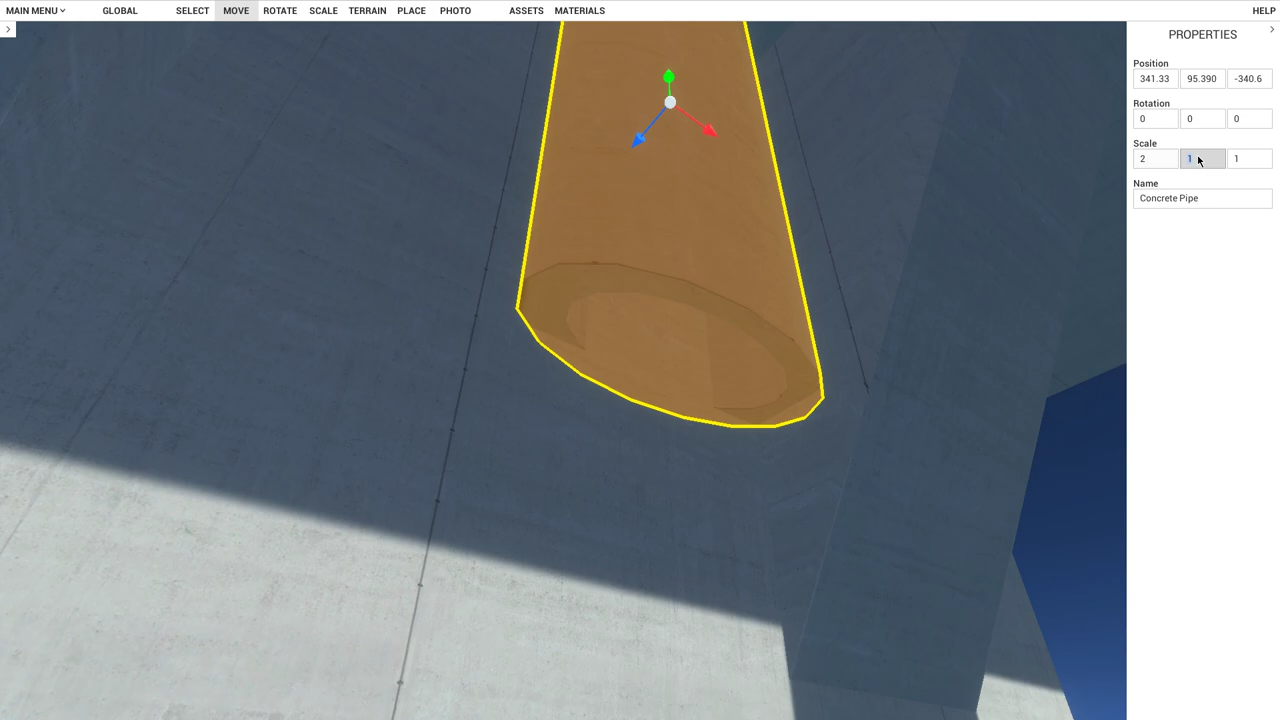 MAIN MENU GLOBAL SELECT MOVE ROTATE SCALE TERRAIN PLACE PHOTO ASSETS MATERIALS HELP
PROPERTIES
Position
341.33 95.390 -340.6
Rotation
0 0 0
Scale
2 1 1
Name
Concrete Pipe